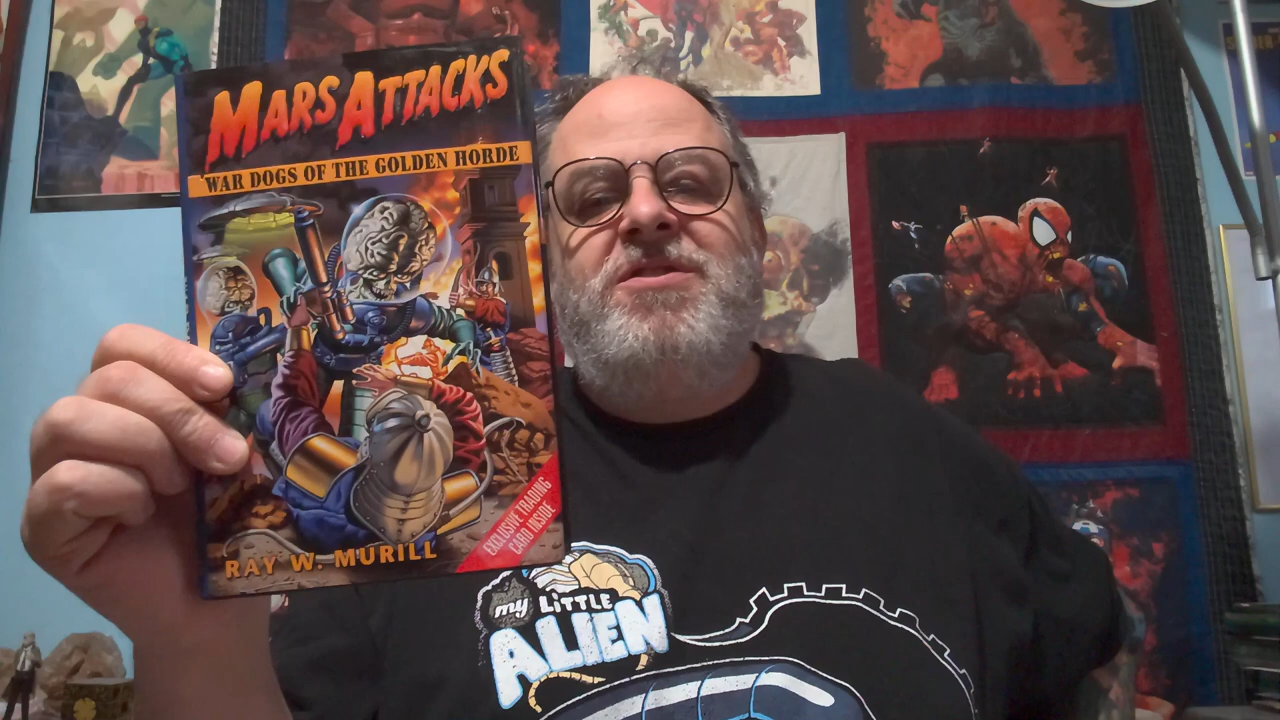 MARS ATTACKS
WAR DOGS OF THE GOLDEN HORDE
EXCLUSIVE TRADING
CARD INSIDE
RAY W. MURILL
my LiTTLE
ALIEN